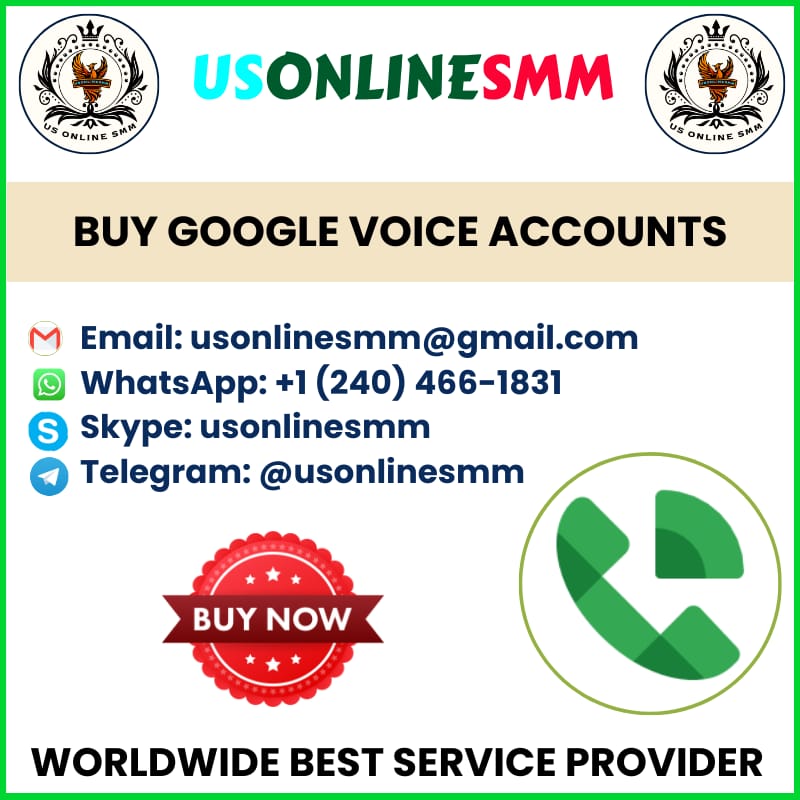 US ONLINE SMM
USONLINESMM
US ONLINE SMM
BUY GOOGLE VOICE ACCOUNTS
Email: usonlinesmm@gmail.com
WhatsApp: +1 (240) 466-1831
S Skype: usonlinesmm
Telegram: @usonlinesmm
BUY NOW
WORLDWIDE BEST SERVICE PROVIDER